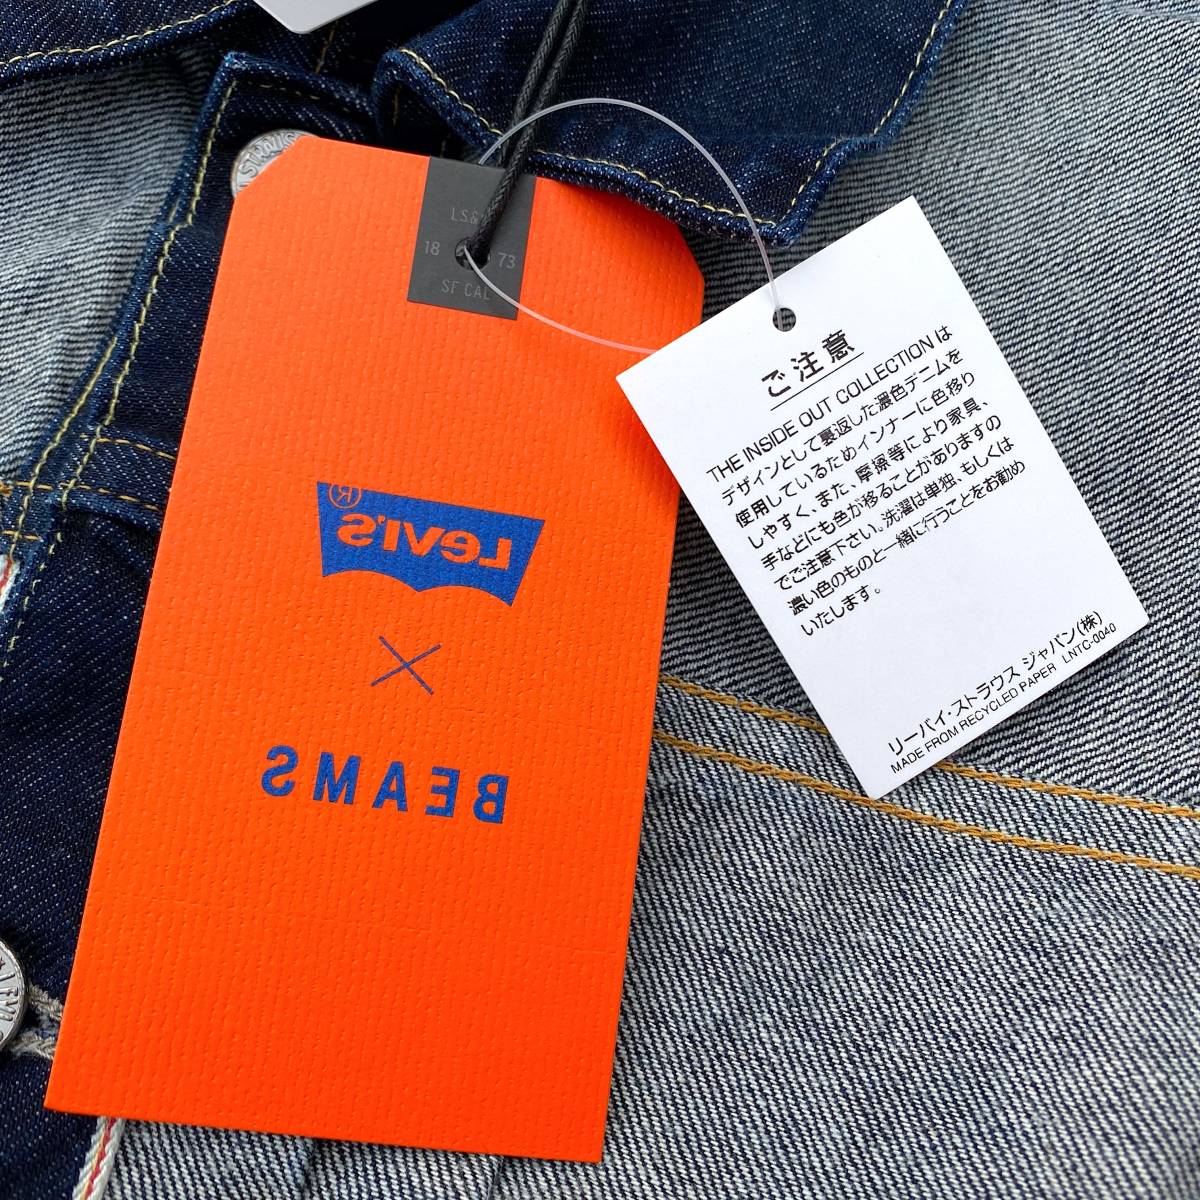 LS&
18 73
SF CAL
Levi's®
×
BEAMS
ご注意
THE INSIDE OUT COLLECTION は
デザインとして裏返した濃色デニムを
使用しているためインナーに色移り
しやすく、また、摩擦等により家具、
手などにも色が移ることがありますの
でご注意下さい。洗濯は単独、もしくは
濃い色のものと一緒に行うことをお勧め
いたします。
リーバイ・ストラウス ジャパン(株)
MADE FROM RECYCLED PAPER LNTC-0040